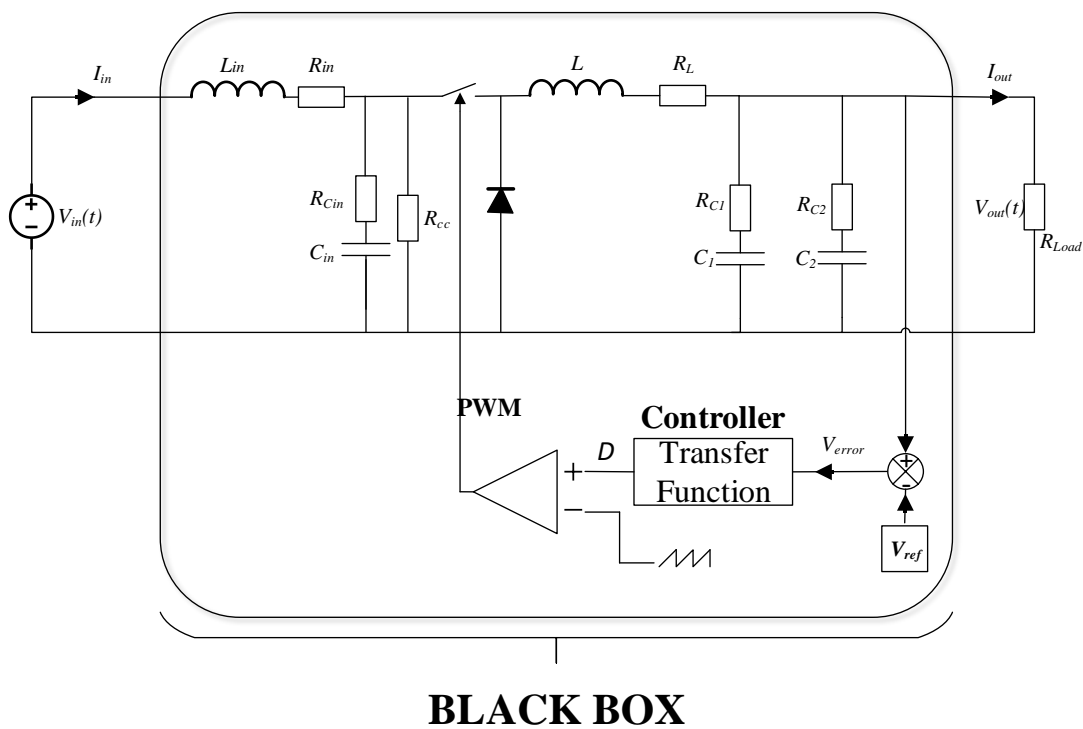 I_in
L_in
R_in
L
R_L
I_out
+
−
V_in(t)
R_Cin
C_in
R_cc
R_C1
C_1
R_C2
C_2
V_out(t)
R_Load
PWM
Controller
Transfer
Function
D
+
−
V_error
+
-
V_ref
BLACK BOX